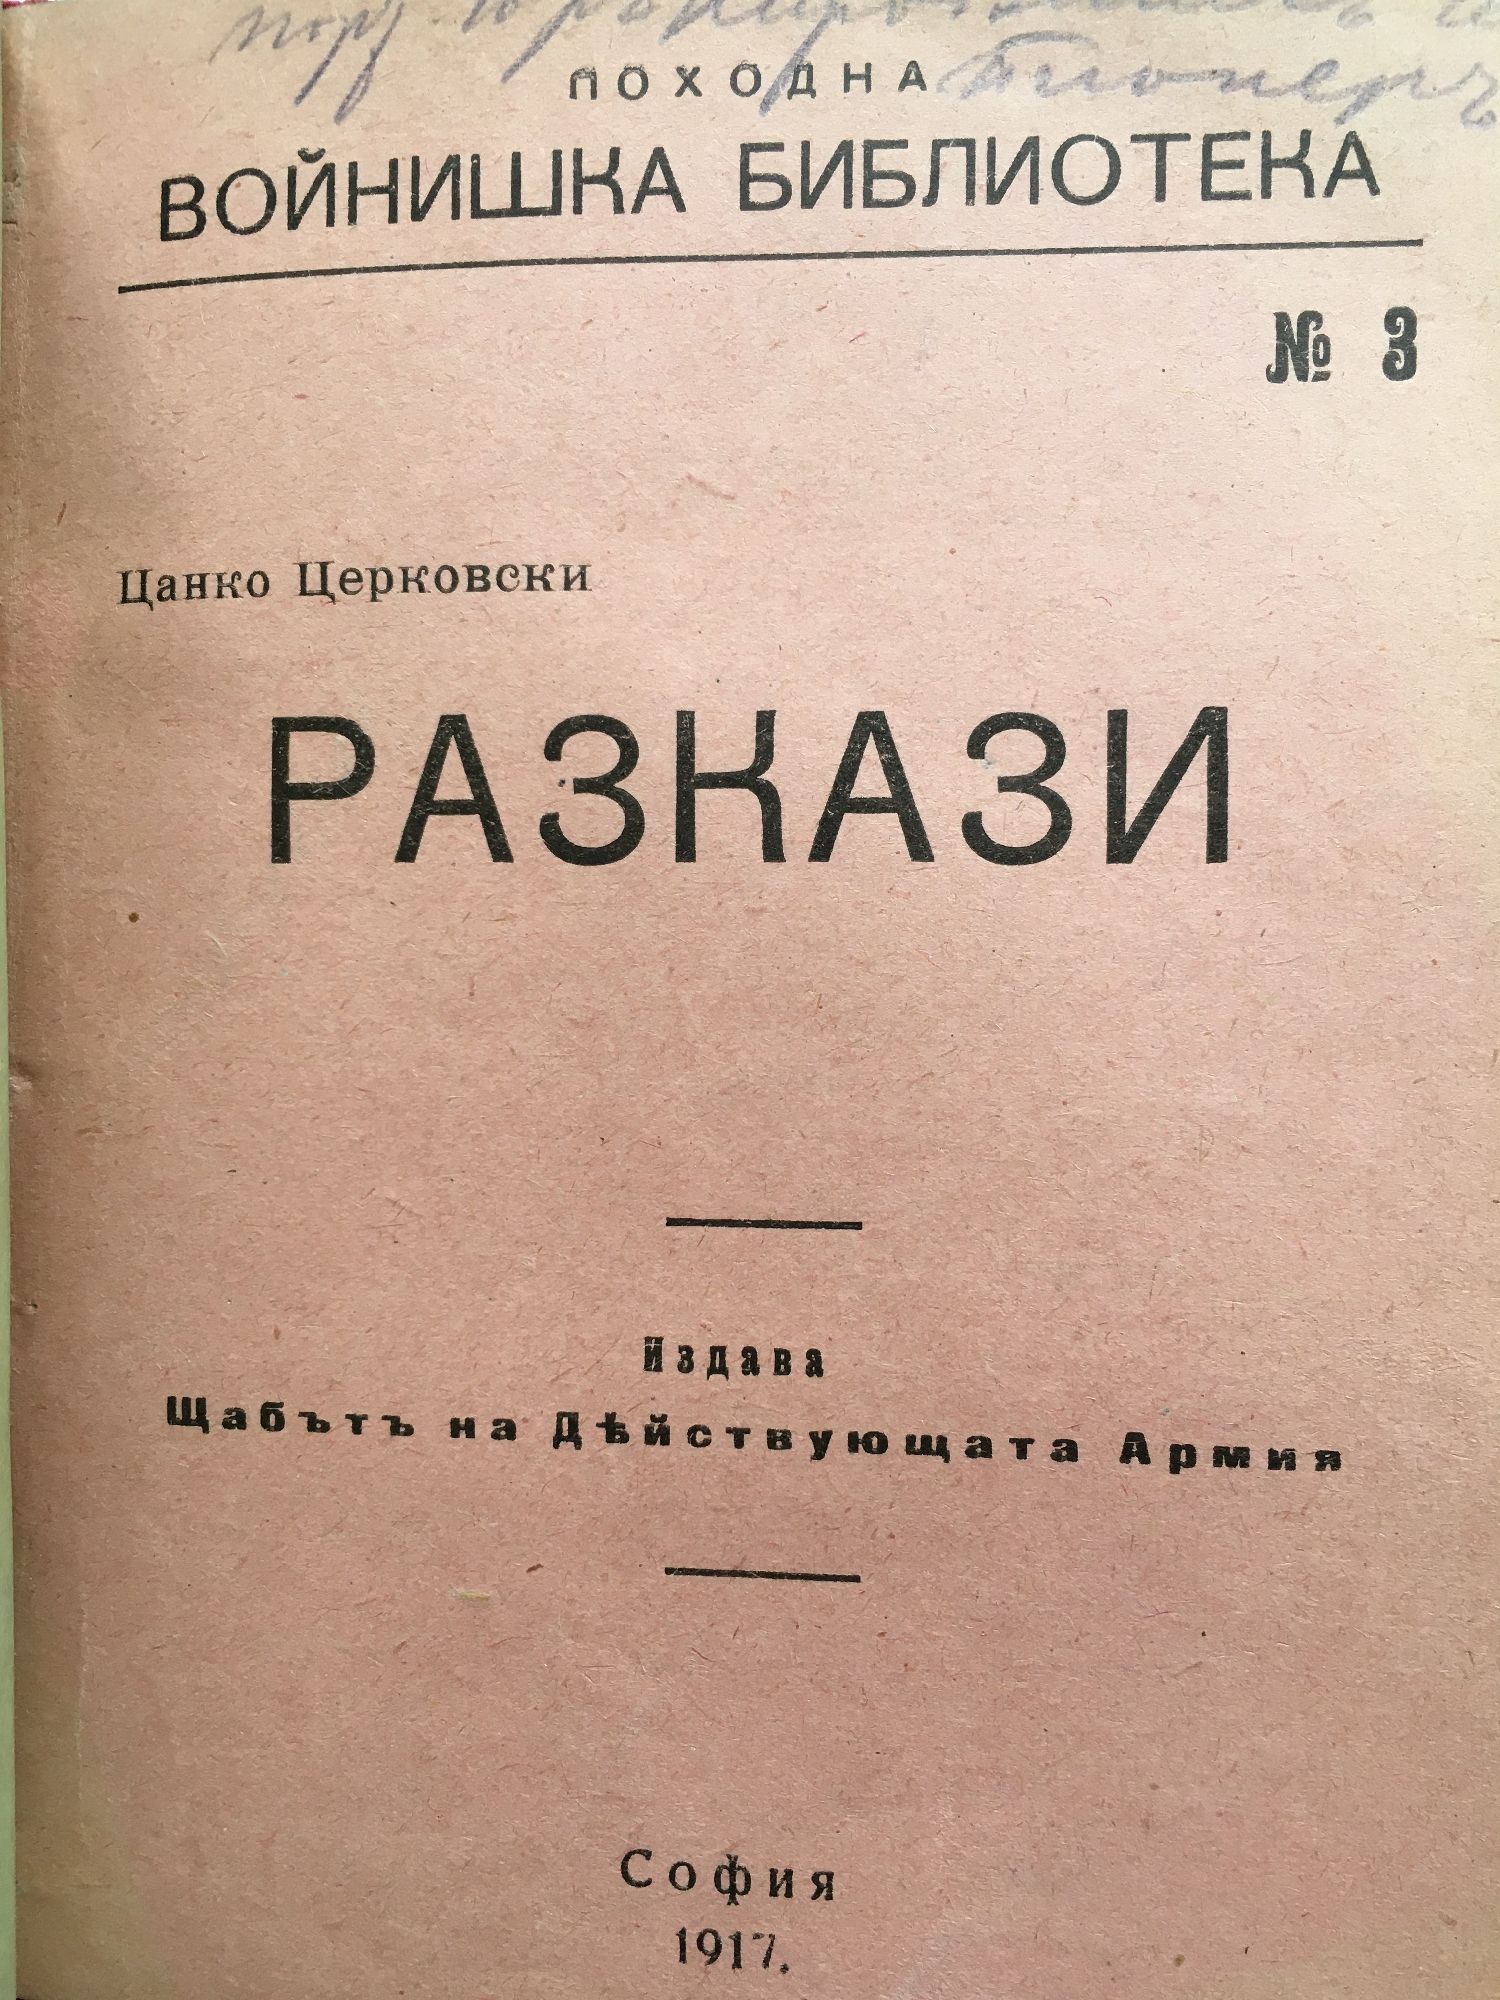 ПОХОДНА
ВОЙНИШКА БИБЛИОТЕКА
№ 3
Цанко Церковски
РАЗКАЗИ
Издава
Щабътъ на Дѣйствующата Армия
София
1917.